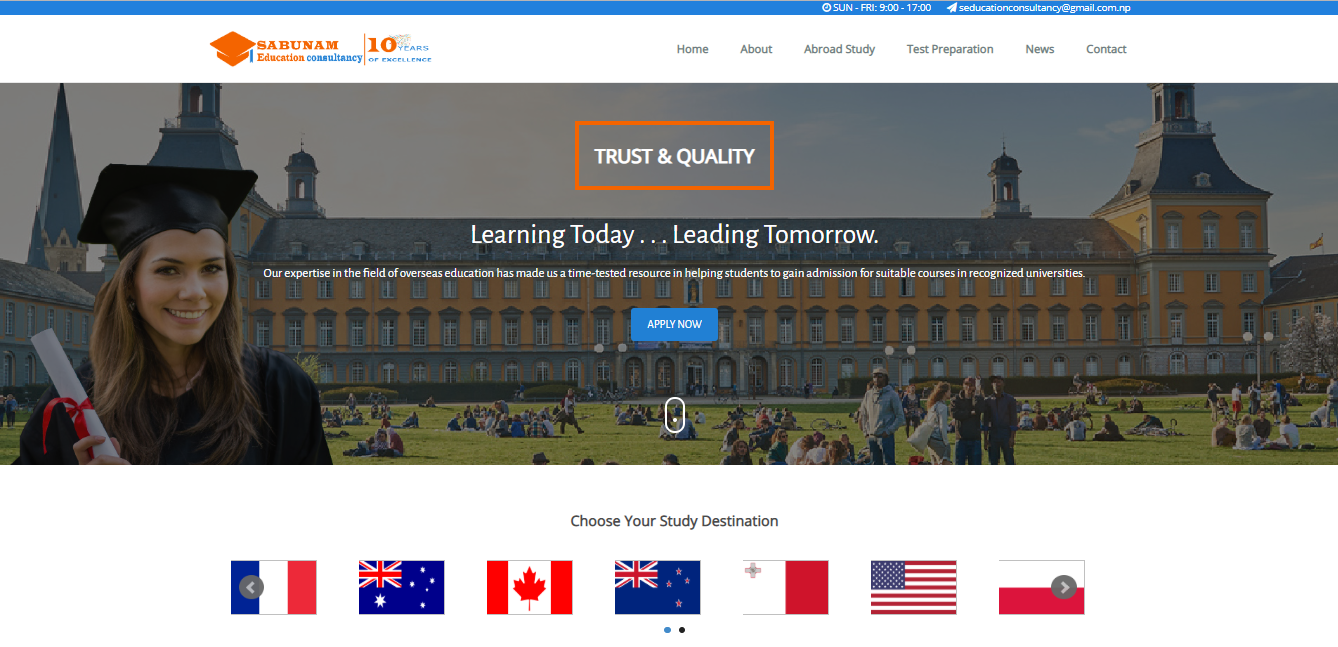 SUN - FRI: 9:00 - 17:00 seducationconsultancy@gmail.com.np
SABUNAM
Education consultancy
10 YEARS
OF EXCELLENCE
Home About Abroad Study Test Preparation News Contact
TRUST & QUALITY
Learning Today . . . Leading Tomorrow.
Our expertise in the field of overseas education has made us a time-tested resource in helping students to gain admission for suitable courses in recognized universities.
APPLY NOW
Choose Your Study Destination